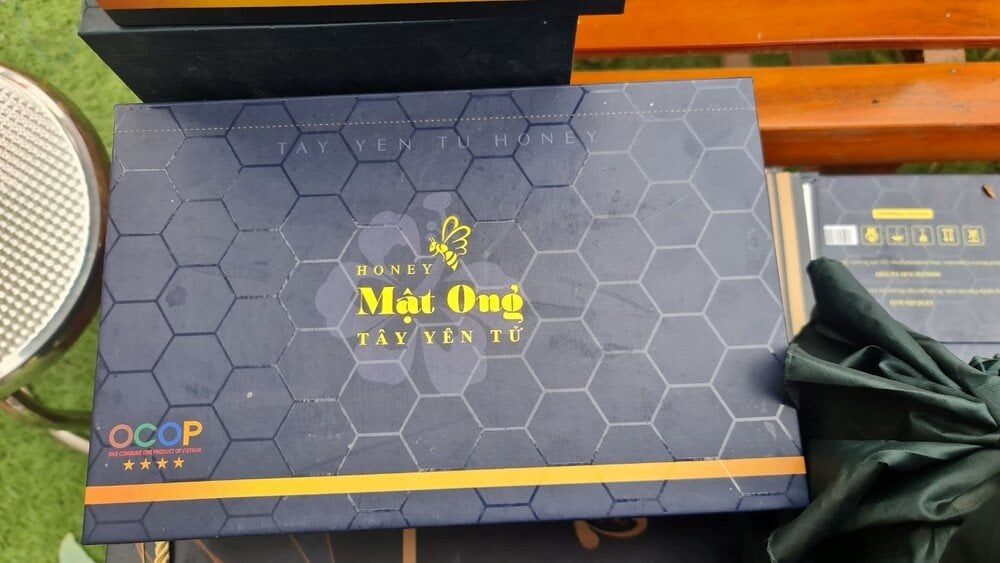 TAY YEN TU HONEY
HONEY
Mật Ong
TÂY YÊN TỬ
OCOP
ONE COMMUNE ONE PRODUCT OF VIETNAM